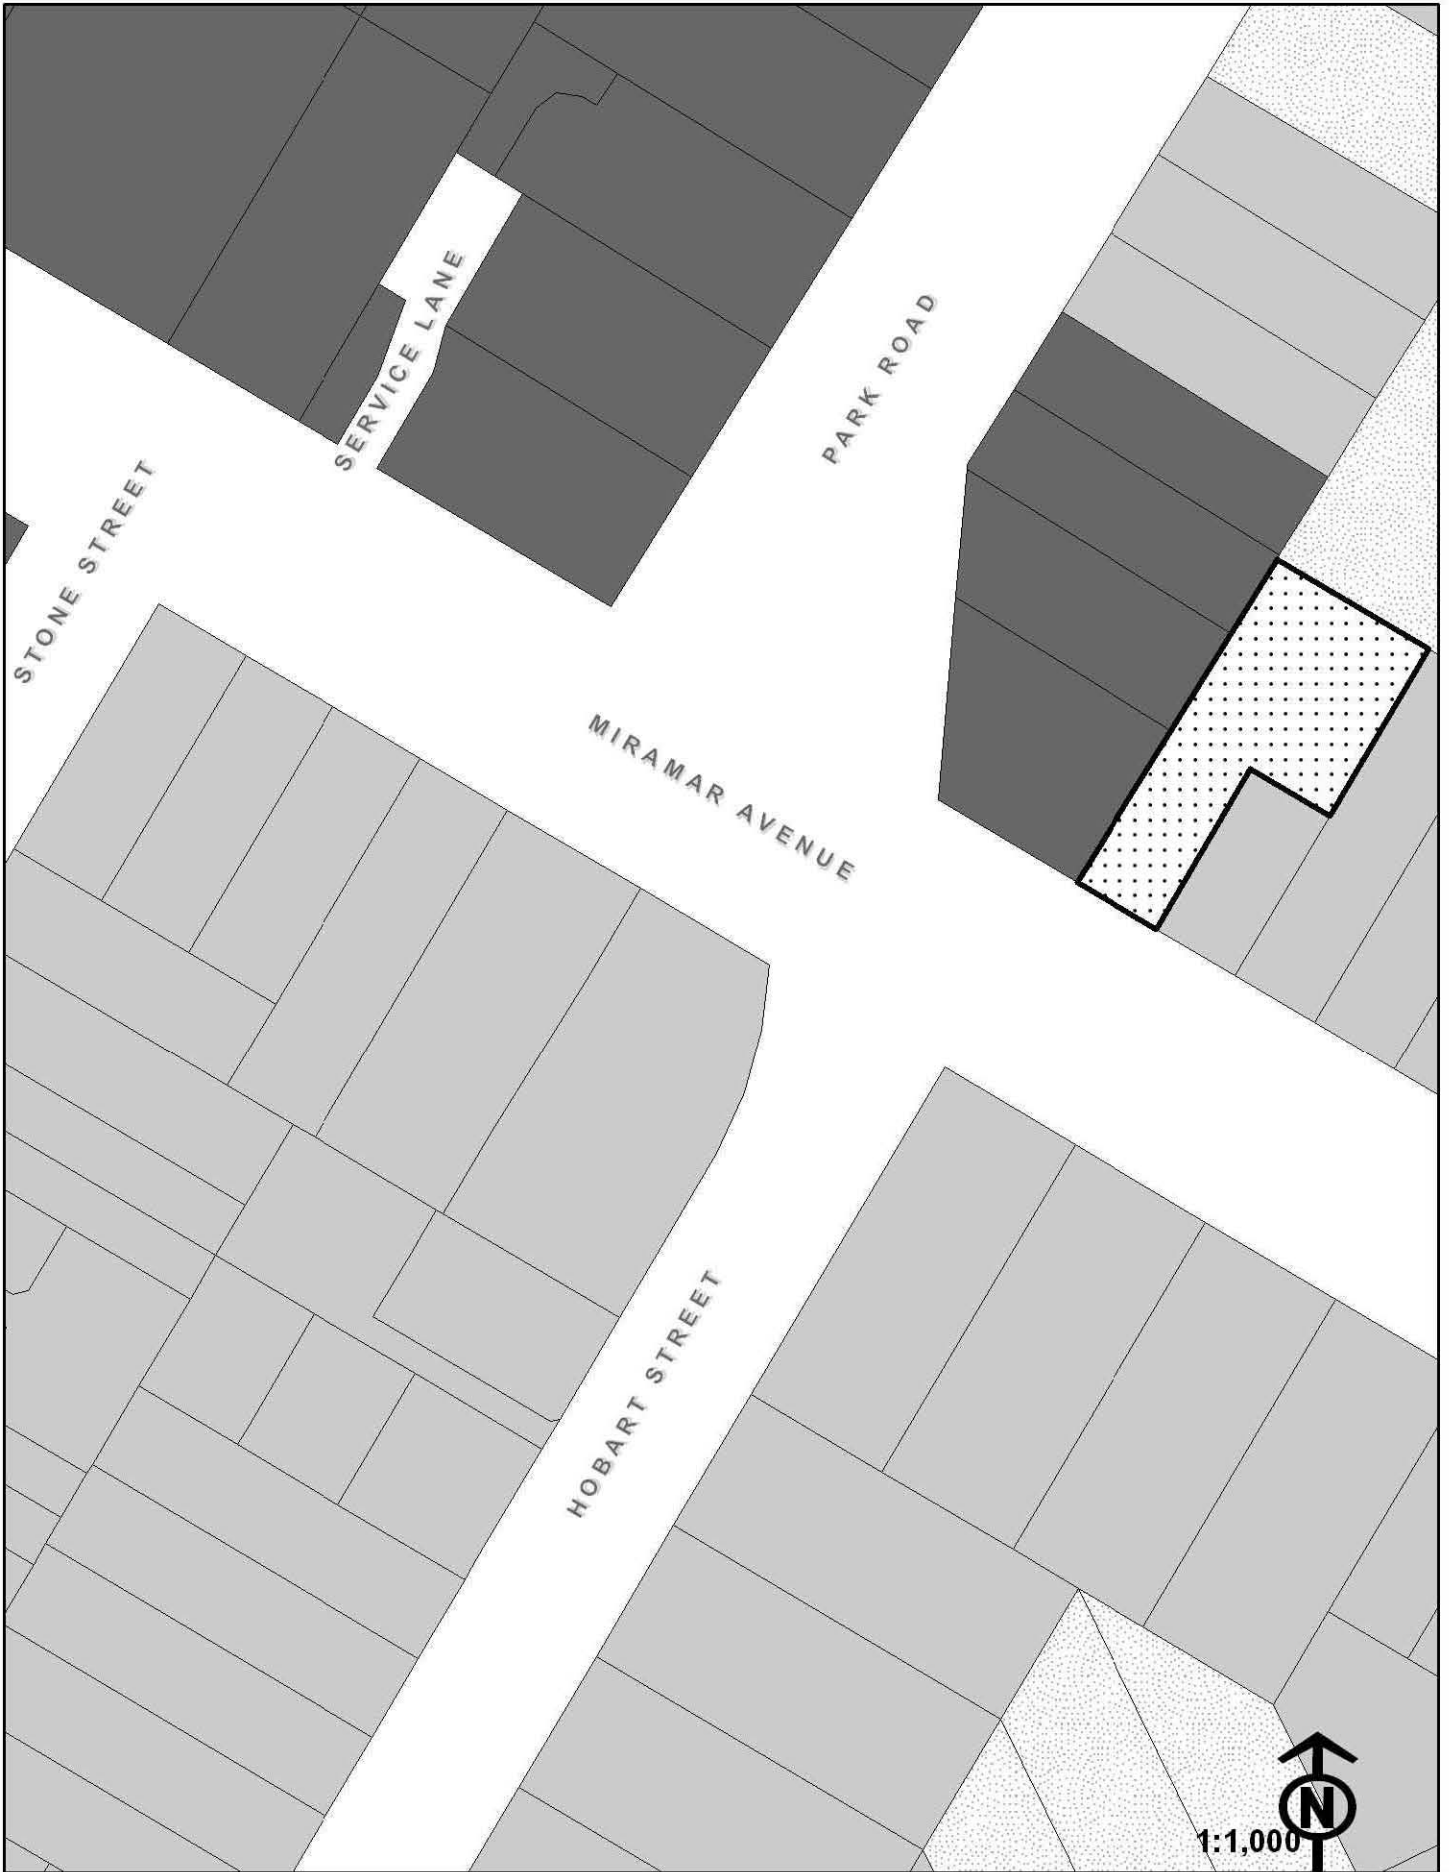 SERVICE LANE
PARK ROAD
STONE STREET
MIRAMAR AVENUE
HOBART STREET
N
1:1,000